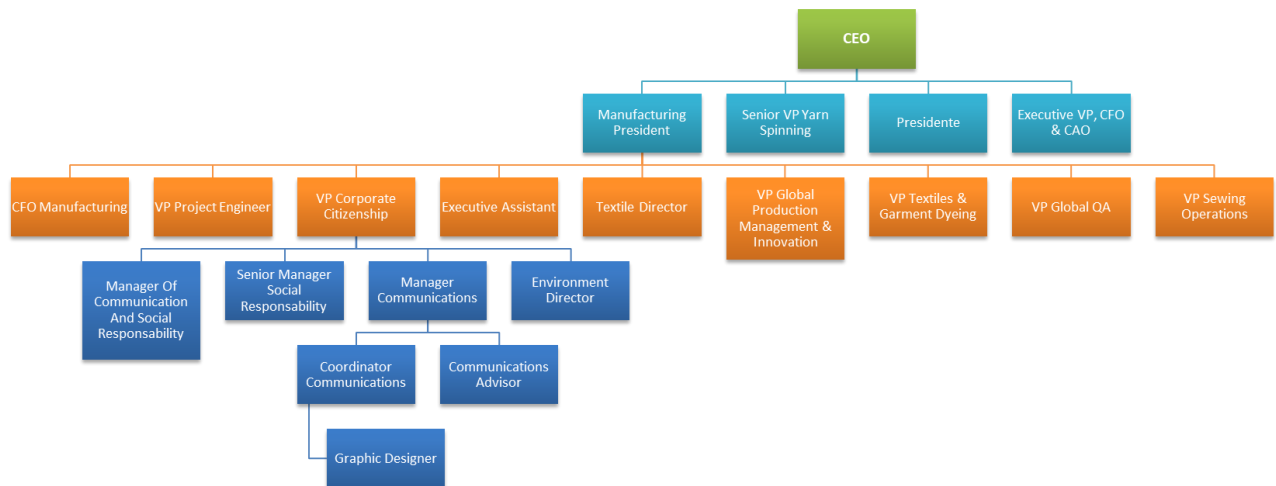 CEO
Manufacturing
President
Senior VP Yarn
Spinning
Presidente
Executive VP, CFO
& CAO
CFO Manufacturing
VP Project Engineer
VP Corporate
Citizenship
Executive Assistant
Textile Director
VP Global
Production
Management &
Innovation
VP Textiles &
Garment Dyeing
VP Global QA
VP Sewing
Operations
Manager Of
Communication
And Social
Responsability
Senior Manager
Social
Responsability
Manager
Communications
Environment
Director
Coordinator
Communications
Communications
Advisor
Graphic Designer